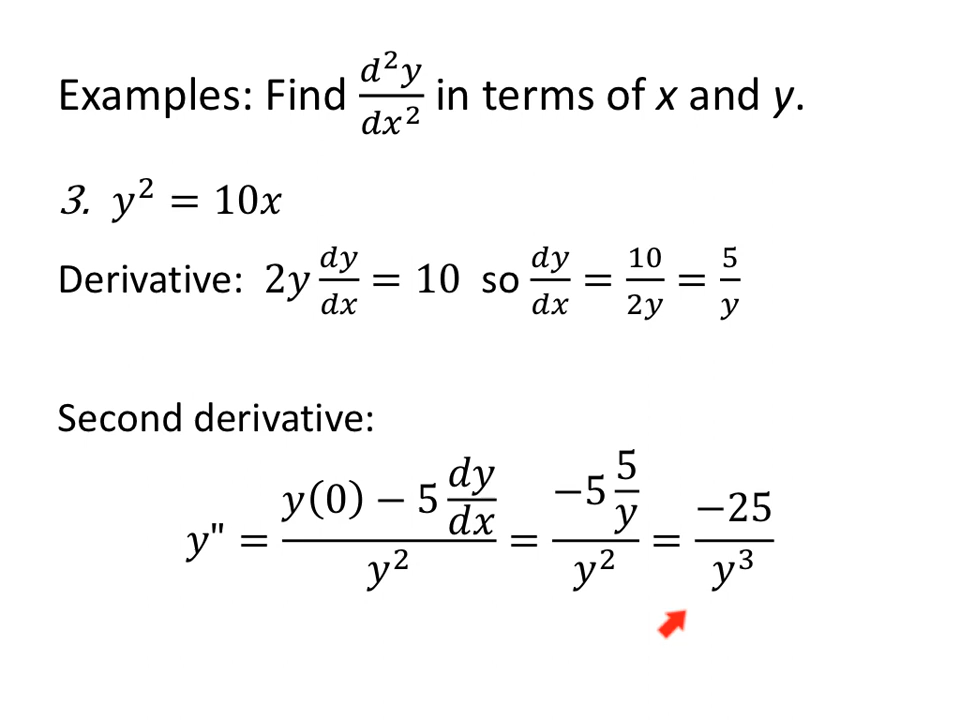 Examples: Find d²y/dx² in terms of x and y.
3. y² = 10x
Derivative: 2y dy/dx = 10 so dy/dx = 10/2y = 5/y
Second derivative:
y" = (y(0) − 5 dy/dx)/y² = (−5 5/y)/y² = −25/y³